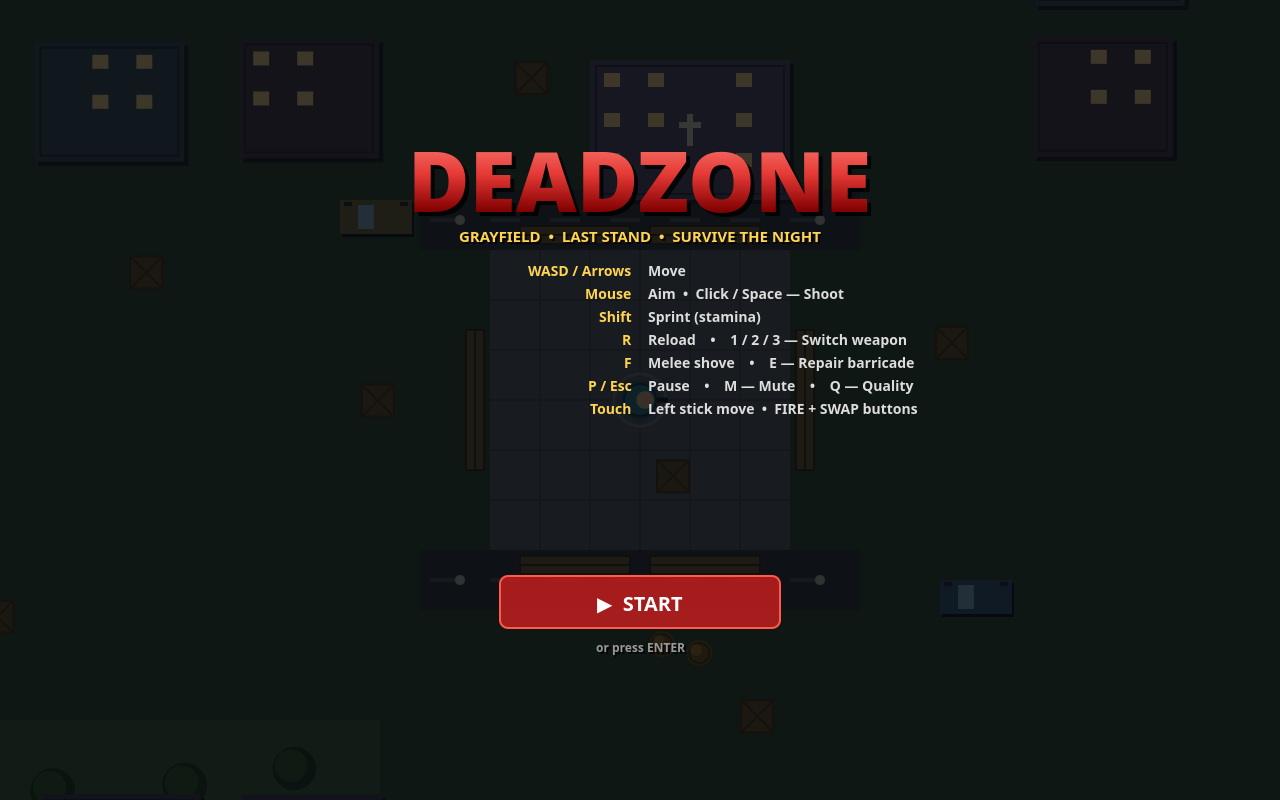 DEADZONE
GRAYFIELD • LAST STAND • SURVIVE THE NIGHT
WASD / Arrows Move
Mouse Aim • Click / Space — Shoot
Shift Sprint (stamina)
R Reload • 1 / 2 / 3 — Switch weapon
F Melee shove • E — Repair barricade
P / Esc Pause • M — Mute • Q — Quality
Touch Left stick move • FIRE + SWAP buttons
▶ START
or press ENTER